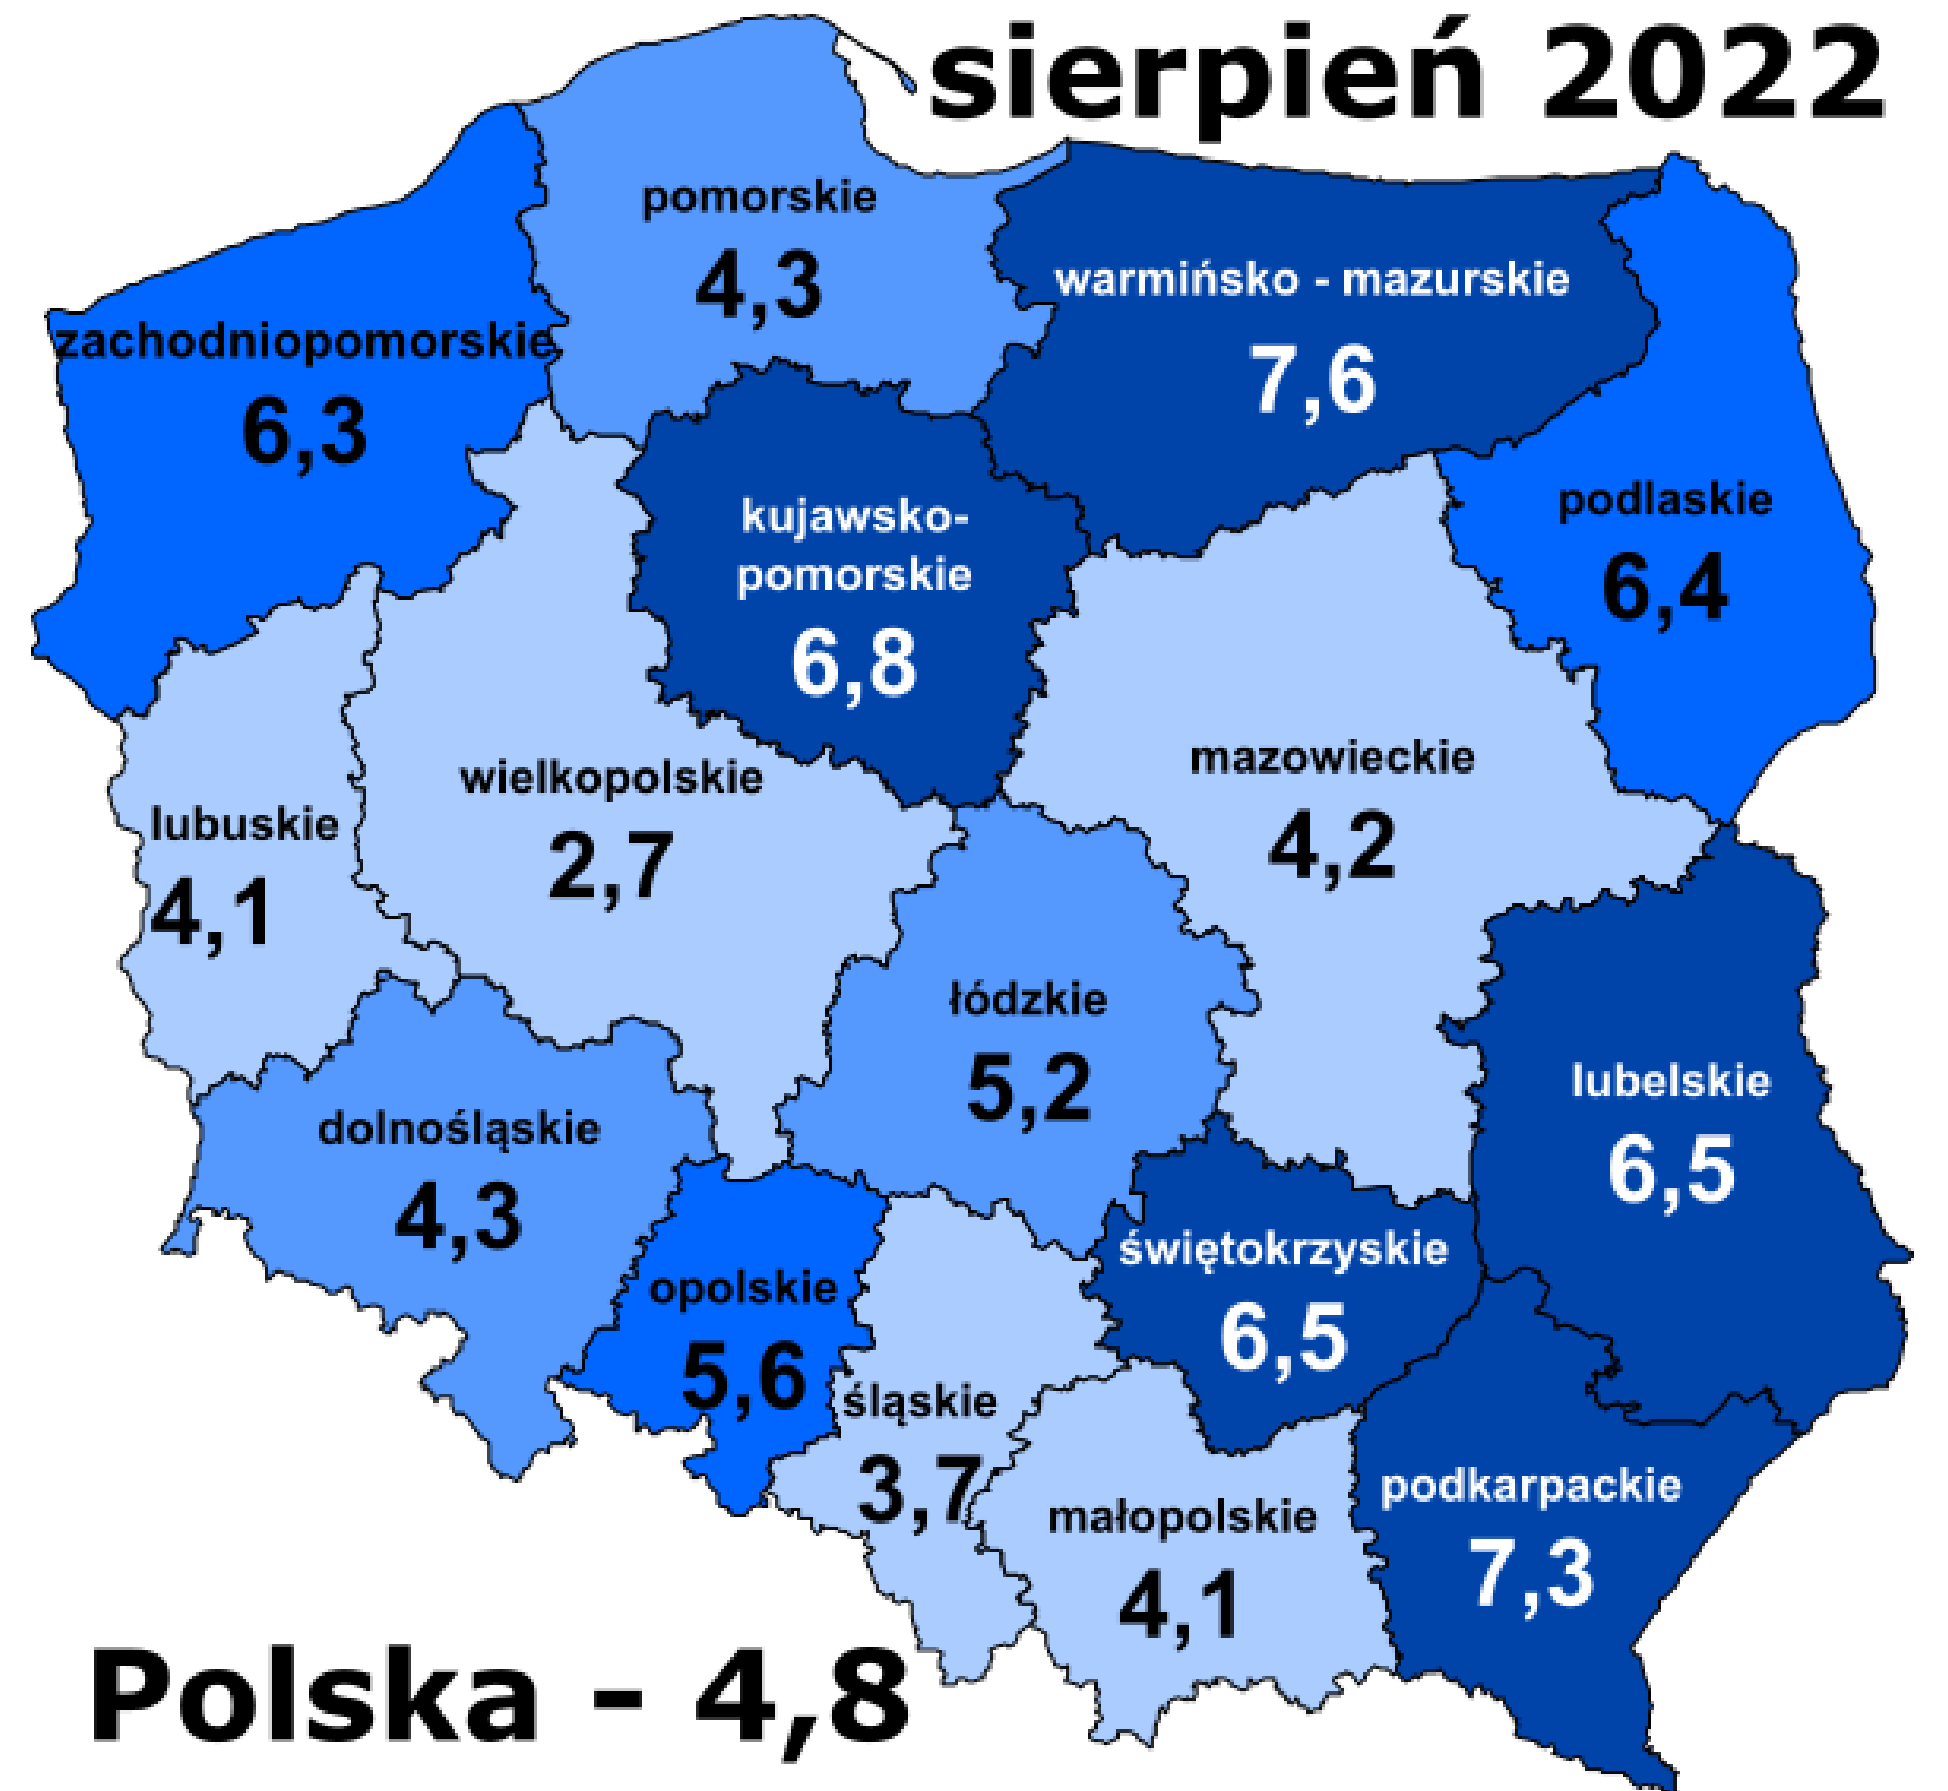 sierpień 2022
pomorskie
4,3
warmińsko - mazurskie
7,6
zachodniopomorskie
6,3
podlaskie
6,4
kujawsko-
pomorskie
6,8
mazowieckie
4,2
wielkopolskie
2,7
lubuskie
4,1
łódzkie
5,2
lubelskie
6,5
dolnośląskie
4,3
świętokrzyskie
6,5
opolskie
5,6
śląskie
3,7
małopolskie
4,1
podkarpackie
7,3
Polska - 4,8